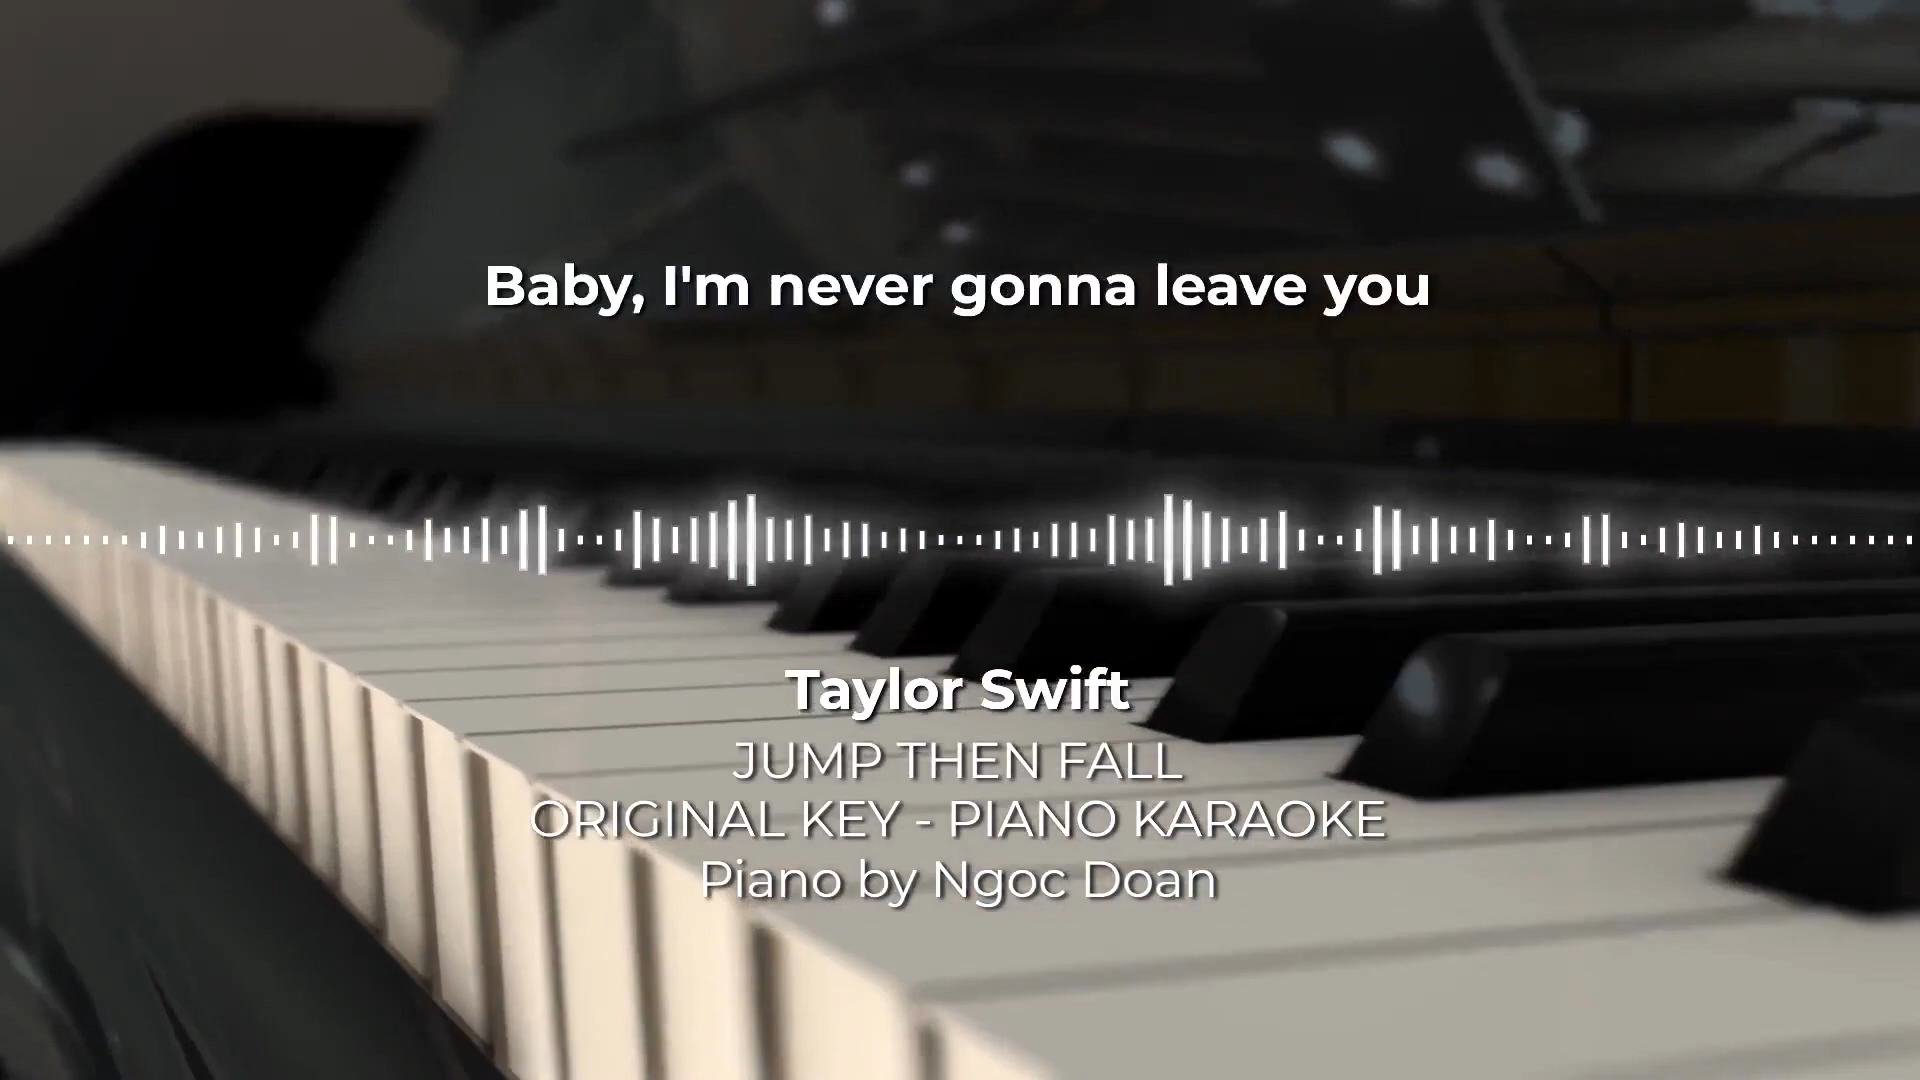 Baby, I'm never gonna leave you
Taylor Swift
JUMP THEN FALL
ORIGINAL KEY - PIANO KARAOKE
Piano by Ngoc Doan